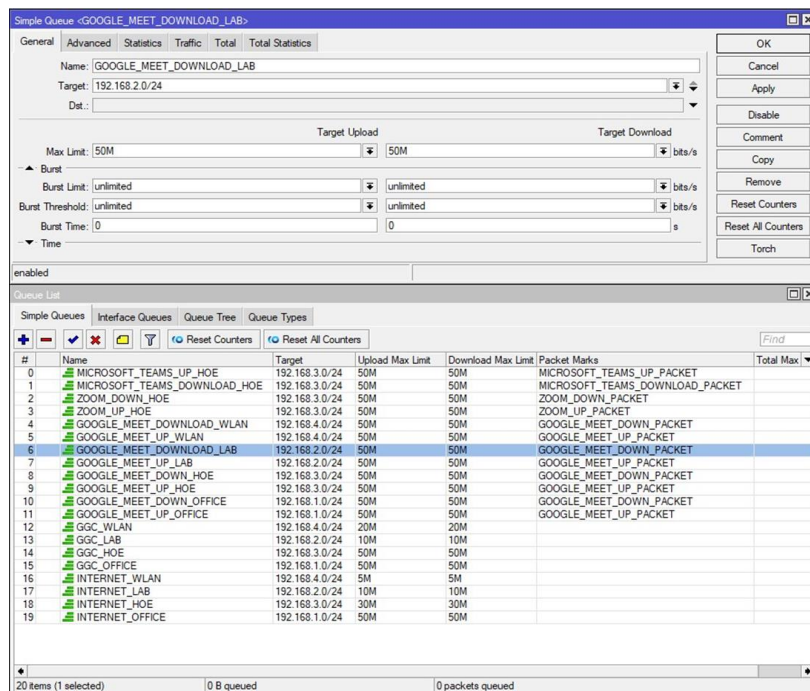 Simple Queue <GOOGLE_MEET_DOWNLOAD_LAB>
General Advanced Statistics Traffic Total Total Statistics
Name: GOOGLE_MEET_DOWNLOAD_LAB
Target: 192.168.2.0/24
Dst.:
Target Upload Target Download
Max Limit: 50M 50M bits/s
Burst
Burst Limit: unlimited unlimited bits/s
Burst Threshold: unlimited unlimited bits/s
Burst Time: 0 0 s
Time
enabled
OK
Cancel
Apply
Disable
Comment
Copy
Remove
Reset Counters
Reset All Counters
Torch
Queue List
Simple Queues Interface Queues Queue Tree Queue Types
Reset Counters Reset All Counters Find
# Name Target Upload Max Limit Download Max Limit Packet Marks Total Max
0 MICROSOFT_TEAMS_UP_HOE 192.168.3.0/24 50M 50M MICROSOFT_TEAMS_UP_PACKET
1 MICROSOFT_TEAMS_DOWNLOAD_HOE 192.168.3.0/24 50M 50M MICROSOFT_TEAMS_DOWNLOAD_PACKET
2 ZOOM_DOWN_HOE 192.168.3.0/24 50M 50M ZOOM_DOWN_PACKET
3 ZOOM_UP_HOE 192.168.3.0/24 50M 50M ZOOM_UP_PACKET
4 GOOGLE_MEET_DOWNLOAD_WLAN 192.168.4.0/24 50M 50M GOOGLE_MEET_DOWN_PACKET
5 GOOGLE_MEET_UP_WLAN 192.168.4.0/24 50M 50M GOOGLE_MEET_UP_PACKET
6 GOOGLE_MEET_DOWNLOAD_LAB 192.168.2.0/24 50M 50M GOOGLE_MEET_DOWN_PACKET
7 GOOGLE_MEET_UP_LAB 192.168.2.0/24 50M 50M GOOGLE_MEET_UP_PACKET
8 GOOGLE_MEET_DOWN_HOE 192.168.3.0/24 50M 50M GOOGLE_MEET_DOWN_PACKET
9 GOOGLE_MEET_UP_HOE 192.168.3.0/24 50M 50M GOOGLE_MEET_UP_PACKET
10 GOOGLE_MEET_DOWN_OFFICE 192.168.1.0/24 50M 50M GOOGLE_MEET_DOWN_PACKET
11 GOOGLE_MEET_UP_OFFICE 192.168.1.0/24 50M 50M GOOGLE_MEET_UP_PACKET
12 GGC_WLAN 192.168.4.0/24 20M 20M
13 GGC_LAB 192.168.2.0/24 10M 10M
14 GGC_HOE 192.168.3.0/24 50M 50M
15 GGC_OFFICE 192.168.1.0/24 50M 50M
16 INTERNET_WLAN 192.168.4.0/24 5M 5M
17 INTERNET_LAB 192.168.2.0/24 10M 10M
18 INTERNET_HOE 192.168.3.0/24 30M 30M
19 INTERNET_OFFICE 192.168.1.0/24 50M 50M
20 items (1 selected) 0 B queued 0 packets queued